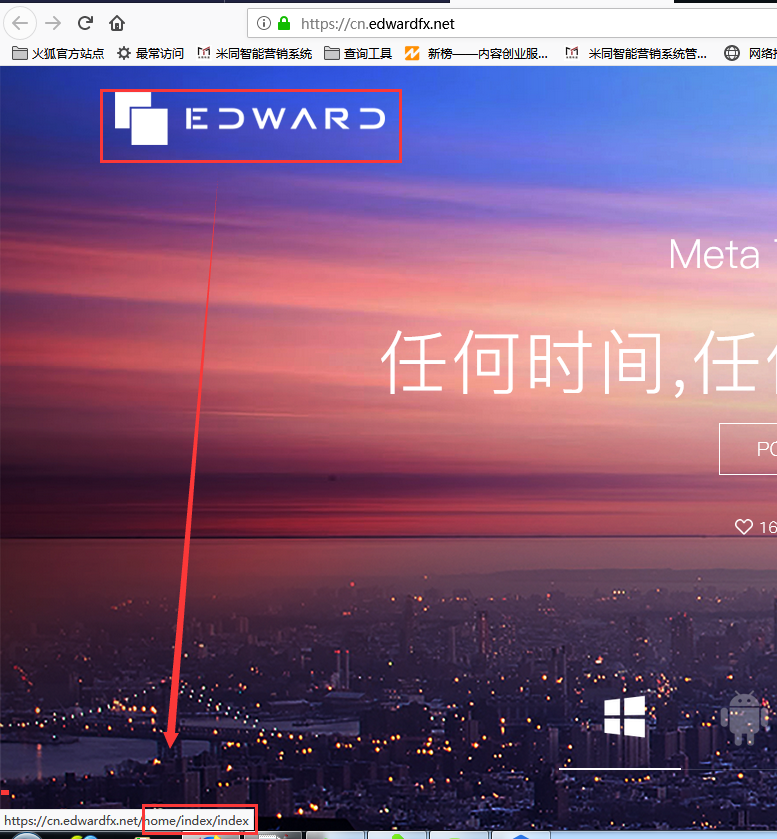 https://cn.edwardfx.net
火狐官方站点 最常访问 米同智能营销系统 查询工具 新榜——内容创业服... 米同智能营销系统管... 网络
EDWARD
Meta
任何时间,任
PC
16
https://cn.edwardfx.net/home/index/index